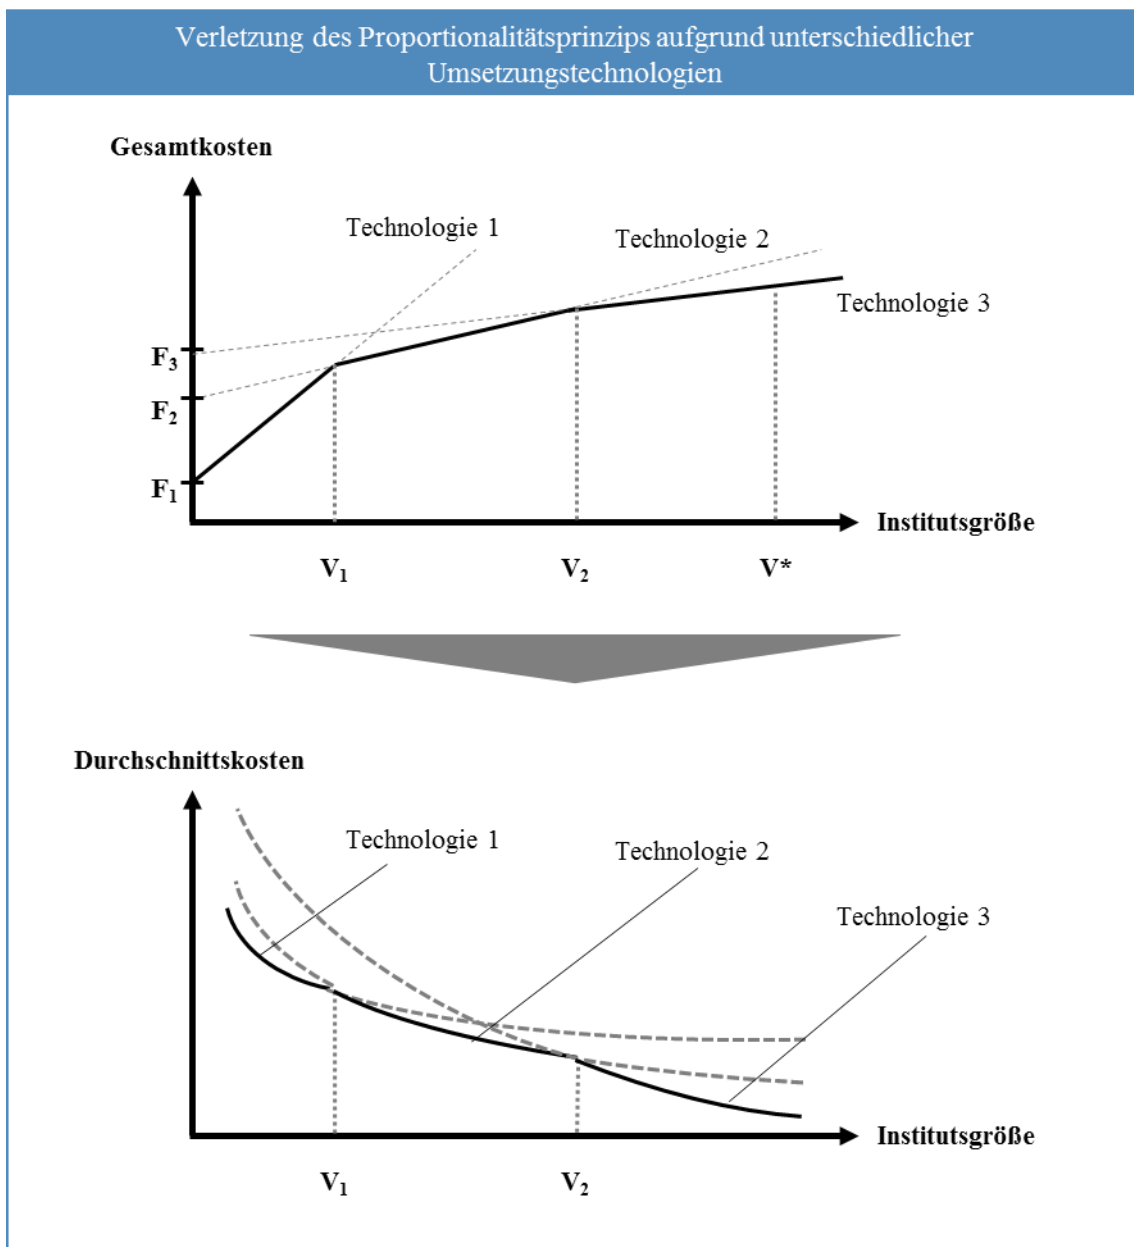 Verletzung des Proportionalitätsprinzips aufgrund unterschiedlicher
Umsetzungstechnologien
Gesamtkosten
Technologie 1
Technologie 2
Technologie 3
F₃
F₂
F₁
Institutsgröße
V₁
V₂
V*
Durchschnittskosten
Technologie 1
Technologie 2
Technologie 3
Institutsgröße
V₁
V₂